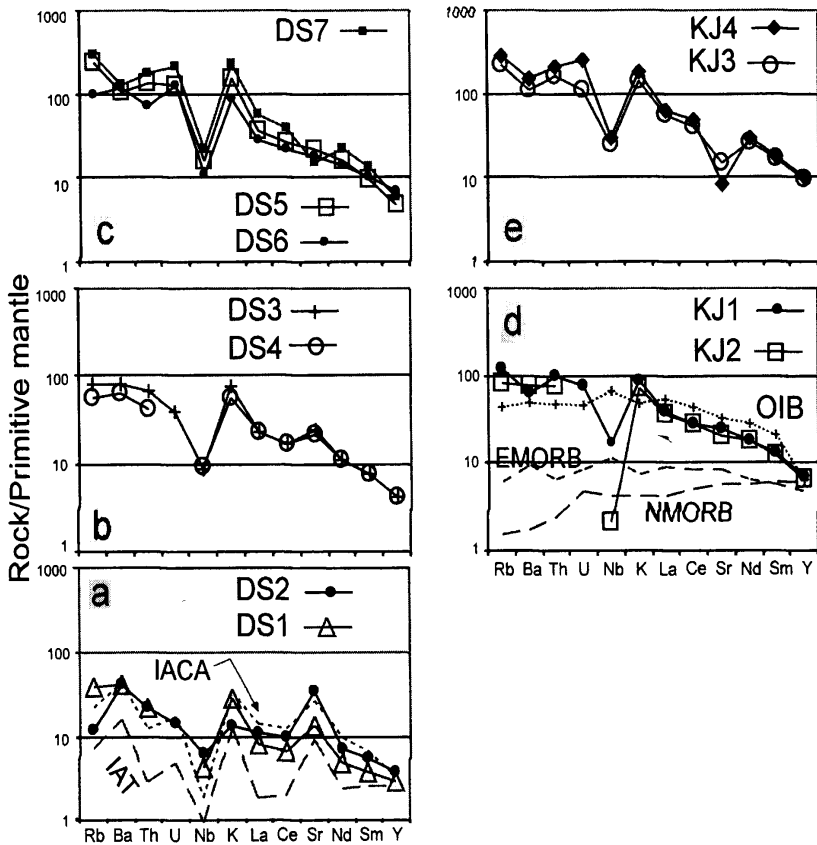 Rock/Primitive mantle
1000
100
10
1
DS7
DS5
DS6
c
1000
100
10
1
KJ4
KJ3
e
1000
100
10
1
DS3
DS4
b
1000
100
10
1
d
KJ1
KJ2
OIB
EMORB
NMORB
Rb Ba Th U Nb K La Ce Sr Nd Sm Y
1000
100
10
1
a
DS2
DS1
IACA
IAT
Rb Ba Th U Nb K La Ce Sr Nd Sm Y